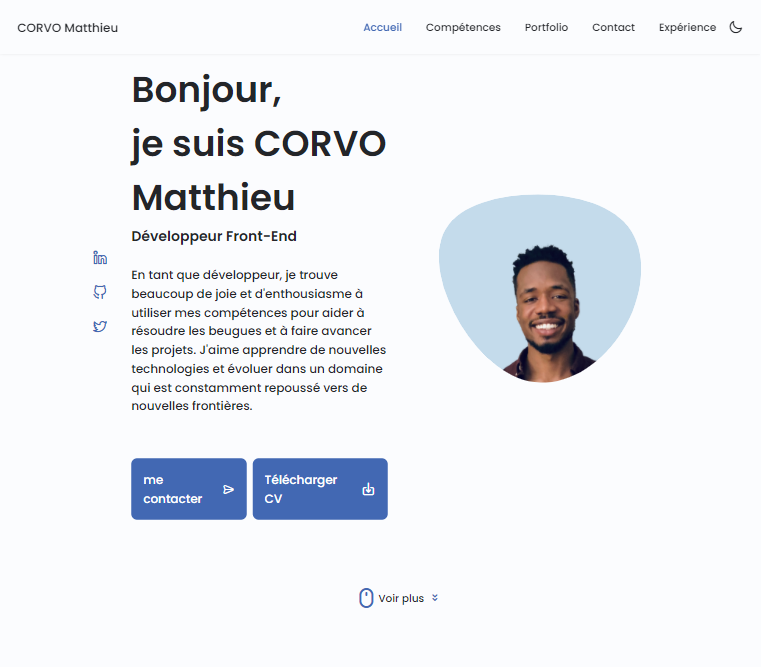 CORVO Matthieu
Accueil
Compétences
Portfolio
Contact
Expérience
Bonjour,
je suis CORVO
Matthieu
Développeur Front-End
En tant que développeur, je trouve
beaucoup de joie et d'enthousiasme à
utiliser mes compétences pour aider à
résoudre les beugues et à faire avancer
les projets. J'aime apprendre de nouvelles
technologies et évoluer dans un domaine
qui est constamment repoussé vers de
nouvelles frontières.
me
contacter
Télécharger
CV
Voir plus